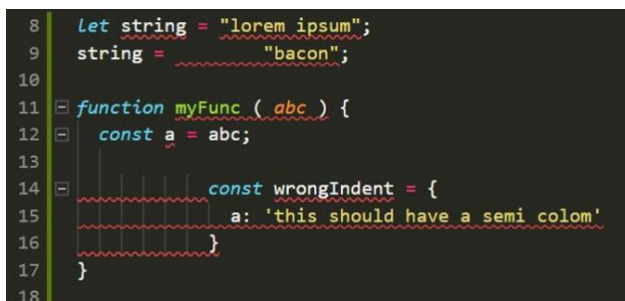 8 let string = "lorem ipsum";
9 string =         "bacon";
10
11 function myFunc ( abc ) {
12   const a = abc;
13
14             const wrongIndent = {
15               a: 'this should have a semi colom'
16             }
17 }
18